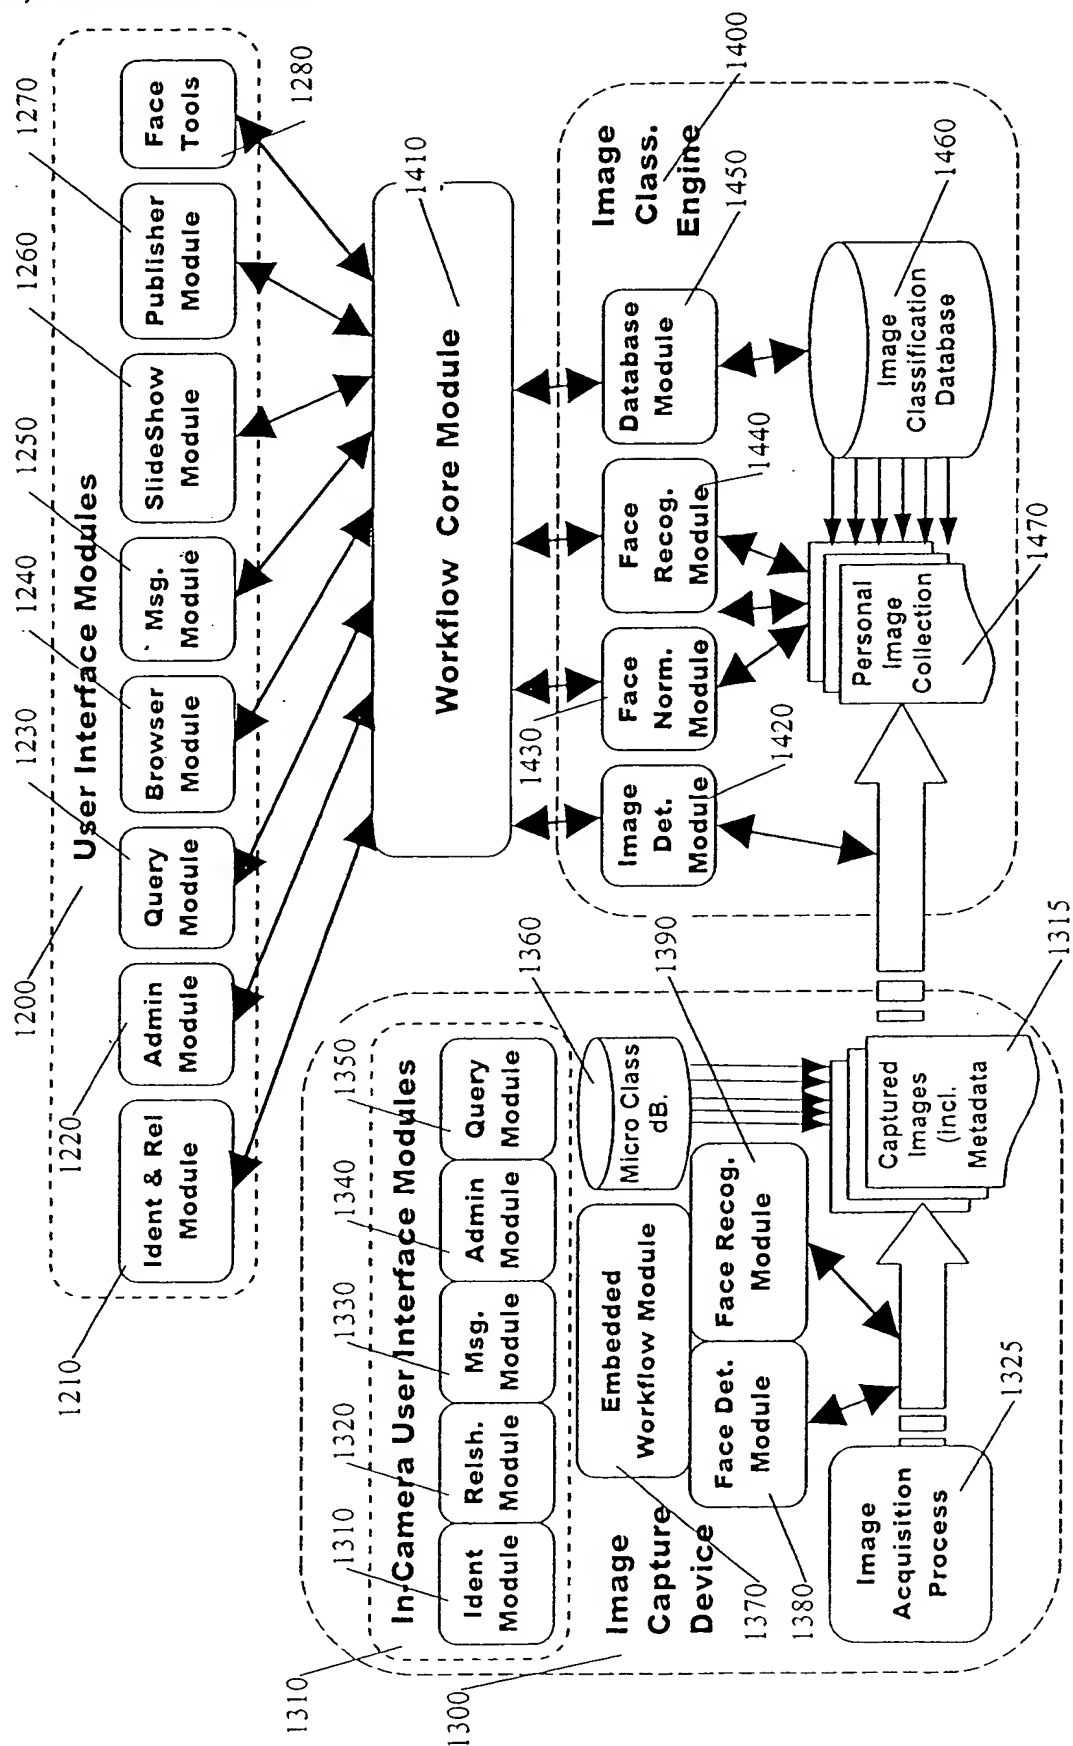 1200
User Interface Modules
1210
Ident & Rel
Module
1220
Admin
Module
1230
Query
Module
1240
Browser
Module
1250
Msg.
Module
1260
SlideShow
Module
1270
Publisher
Module
1280
Face
Tools
1410
Workflow Core Module
1300
Image
Capture
Device
1310
In-Camera User Interface Modules
1310
Ident
Module
1320
Relsh.
Module
1330
Msg.
Module
1340
Admin
Module
1350
Query
Module
1360
Micro Class
dB.
1370
Embedded
Workflow Module
1380
Face Det.
Module
1390
Face Recog.
Module
1325
Image
Acquisition
Process
1315
Captured
Images
(incl.
Metadata
1400
Image
Class.
Engine
1420
Image
Det.
Module
1430
Face
Norm.
Module
1440
Face
Recog.
Module
1450
Database
Module
1460
Image
Classification
Database
1470
Personal
Image
Collection